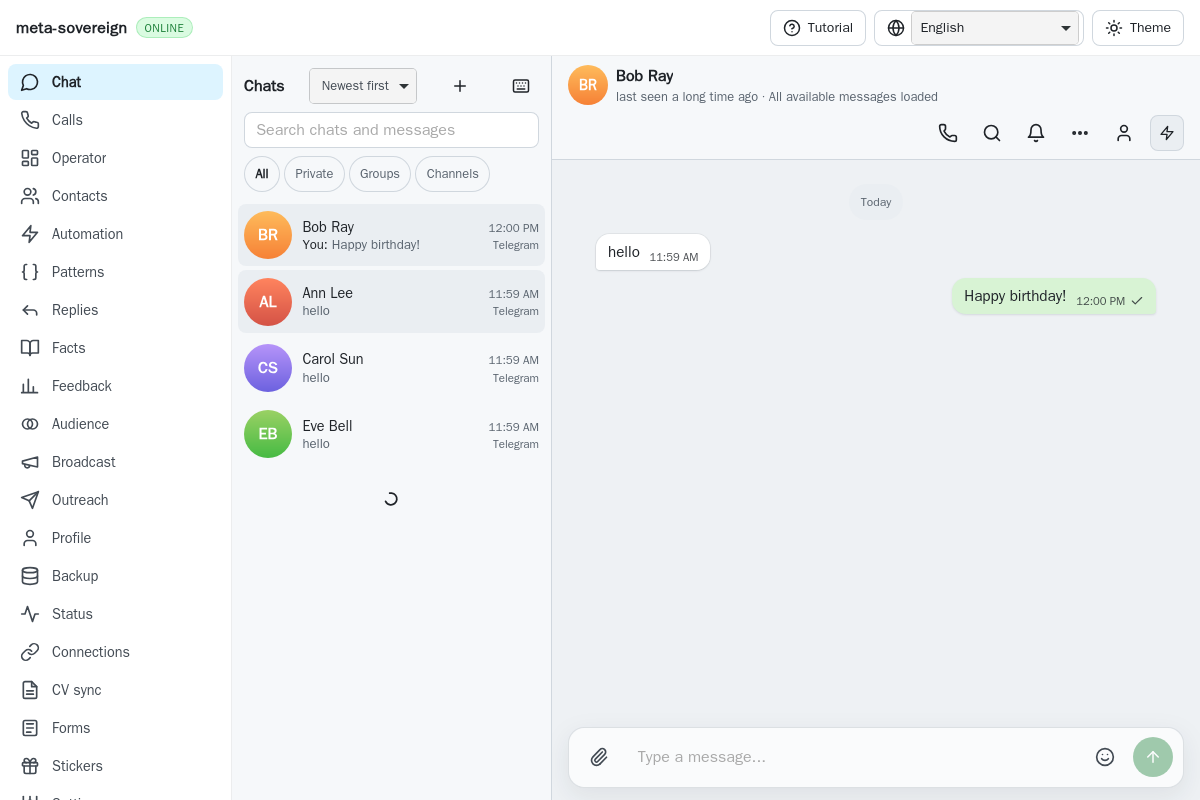 meta-sovereign ONLINE
Tutorial
English
Theme
Chat
Calls
Operator
Contacts
Automation
Patterns
Replies
Facts
Feedback
Audience
Broadcast
Outreach
Profile
Backup
Status
Connections
CV sync
Forms
Stickers
Chats
Newest first
Search chats and messages
All
Private
Groups
Channels
BR
Bob Ray
12:00 PM
You: Happy birthday!
Telegram
AL
Ann Lee
11:59 AM
hello
Telegram
CS
Carol Sun
11:59 AM
hello
Telegram
EB
Eve Bell
11:59 AM
hello
Telegram
BR
Bob Ray
last seen a long time ago · All available messages loaded
Today
hello 11:59 AM
Happy birthday! 12:00 PM
Type a message...